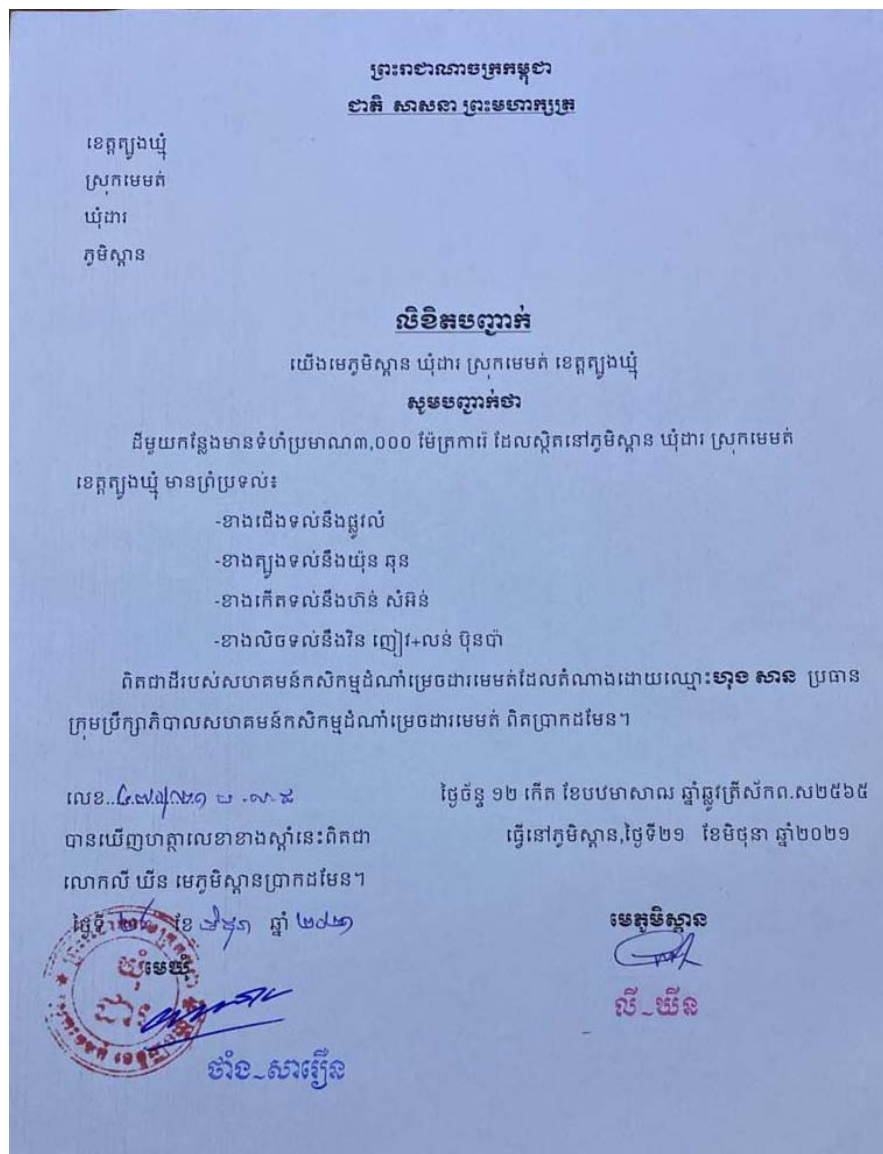 ព្រះរាជាណាចក្រកម្ពុជា
ជាតិ សាសនា ព្រះមហាក្សត្រ
ខេត្តត្បូងឃ្មុំ
ស្រុកមេមត់
ឃុំដារ
ភូមិស្ពាន
លិខិតបញ្ជាក់
យើងមេភូមិស្ពាន ឃុំដារ ស្រុកមេមត់ ខេត្តត្បូងឃ្មុំ
សូមបញ្ជាក់ថា
ដីមួយកន្លែងមានទំហំប្រមាណ៣,០០០ ម៉ែត្រការ៉េ ដែលស្ថិតនៅភូមិស្ពាន ឃុំដារ ស្រុកមេមត់
ខេត្តត្បូងឃ្មុំ មានព្រំប្រទល់៖
-ខាងជើងទល់នឹងផ្លូវលំ
-ខាងត្បូងទល់នឹងយ៉ុន ឆុន
-ខាងកើតទល់នឹងហ៊ន់ សំអ៊ន់
-ខាងលិចទល់នឹងវិន ញៀវ+លន់ ប៊ុនប៉ា
ពិតជាដីរបស់សហគមន៍កសិកម្មដំណាំម្រេចដារមេមត់ដែលតំណាងដោយឈ្មោះហុង សាន ប្រធាន
ក្រុមប្រឹក្សាភិបាលសហគមន៍កសិកម្មដំណាំម្រេចដារមេមត់ ពិតប្រាកដមែន។
លេខ..
ថ្ងៃច័ន្ទ ១២ កើត ខែបឋមាសាឍ ឆ្នាំឆ្លូវត្រីស័កព.ស២៥៦៥
បានឃើញហត្ថាលេខាខាងស្ដាំនេះពិតជា
ធ្វើនៅភូមិស្ពាន,ថ្ងៃទី២១ ខែមិថុនា ឆ្នាំ២០២១
លោកលី ឃីន មេភូមិស្ពានប្រាកដមែន។
ថ្ងៃទី ខែ មិថុនា ឆ្នាំ ២០២១
មេភូមិស្ពាន
មេឃុំ
ឃុំ
ដារ
លី_ឃីន
ថាំង_សារឿន